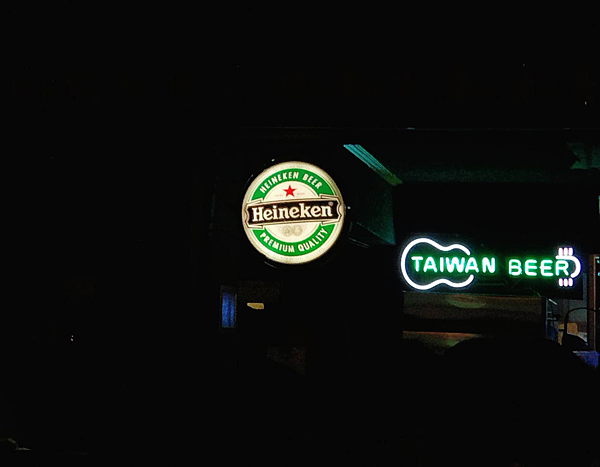 HEINEKEN BEER
Heineken®
PREMIUM QUALITY
TAIWAN BEER